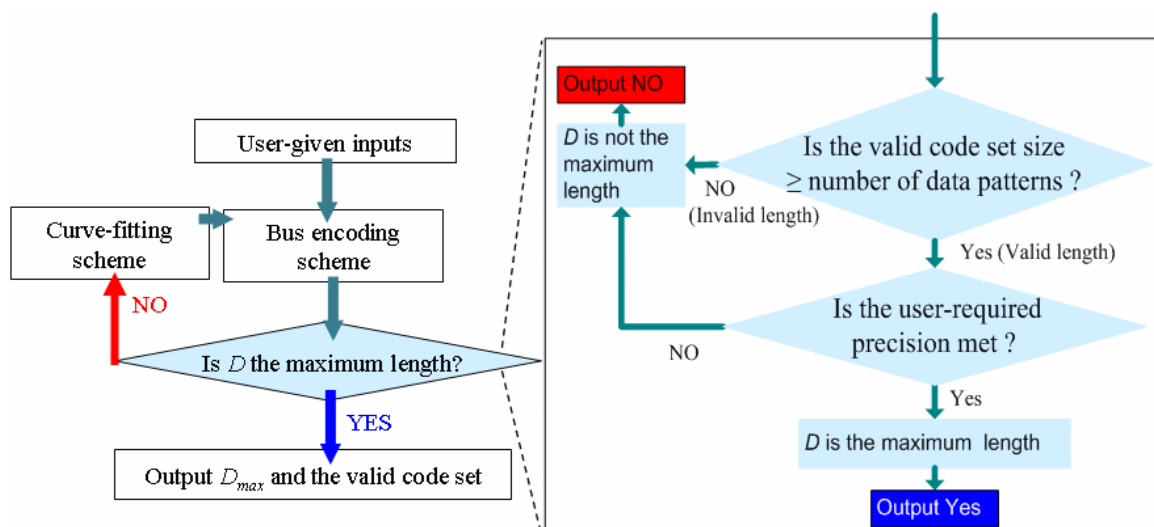 User-given inputs
Curve-fitting
scheme
Bus encoding
scheme
NO
Is D the maximum length?
YES
Output Dmax and the valid code set
Output NO
D is not the
maximum
length
Is the valid code set size
≥ number of data patterns ?
NO
(Invalid length)
Yes (Valid length)
Is the user-required
precision met ?
NO
Yes
D is the maximum length
Output Yes